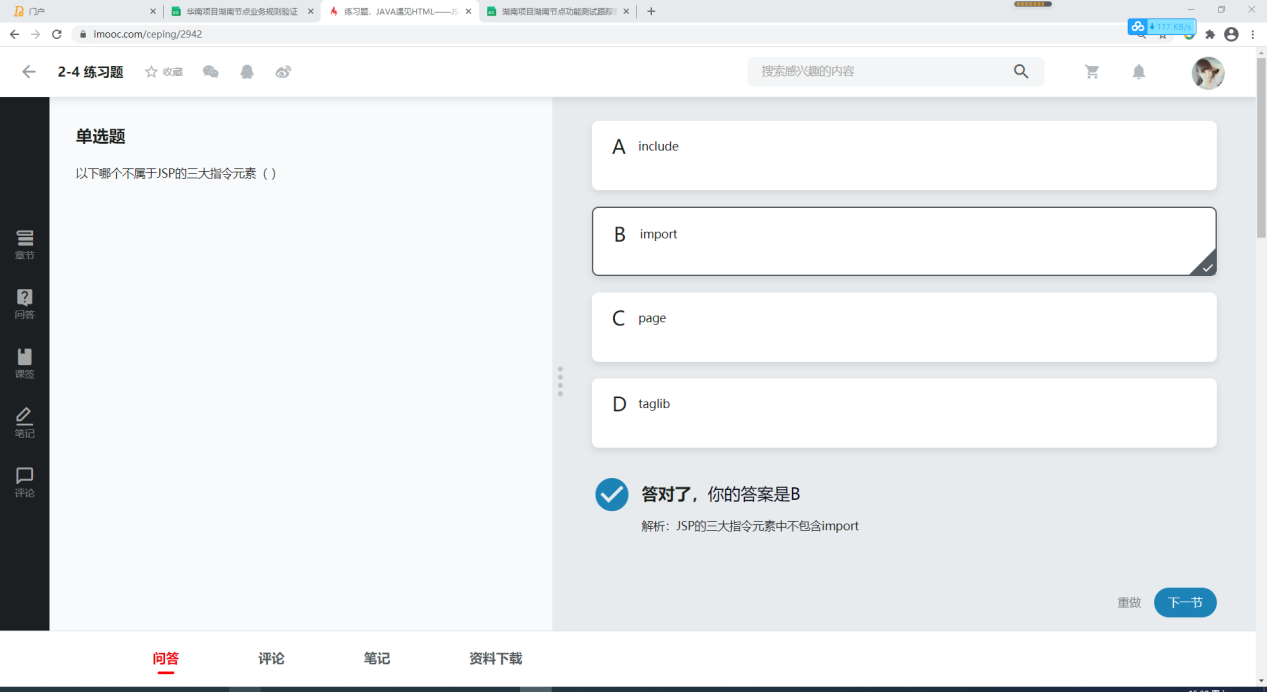 门户
华南项目湖南节点业务规则验证
练习题，JAVA遇见HTML——JS
湖南项目湖南节点功能测试跟踪
imooc.com/ceping/2942
117 KB/s
2-4 练习题
收藏
搜索感兴趣的内容
单选题
以下哪个不属于JSP的三大指令元素（ ）
章节
问答
课签
笔记
评论
A include
B import
C page
D taglib
答对了，你的答案是B
解析：JSP的三大指令元素中不包含import
重做
下一节
问答
评论
笔记
资料下载